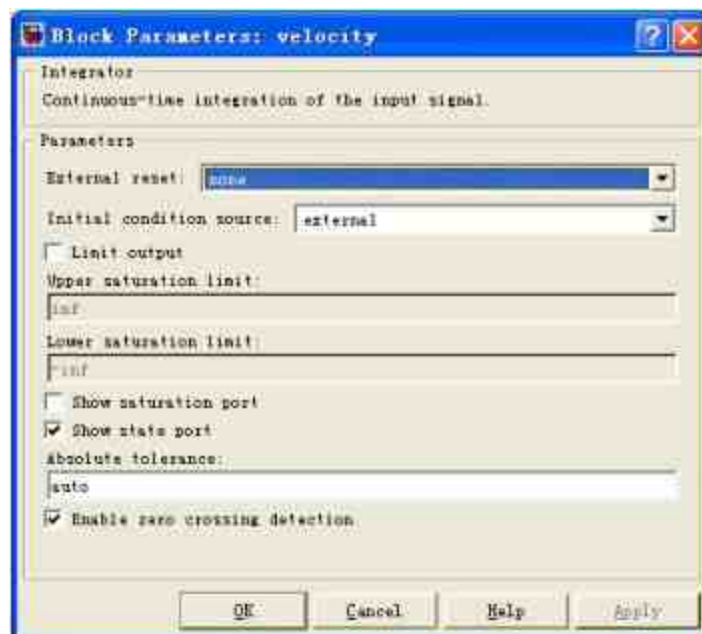 Block Parameters: velocity
Integrator
Continuous-time integration of the input signal.
Parameters
External reset: none
Initial condition source: external
Limit output
Upper saturation limit:
inf
Lower saturation limit:
-inf
Show saturation port
Show state port
Absolute tolerance:
auto
Enable zero crossing detection
OK Cancel Help Apply